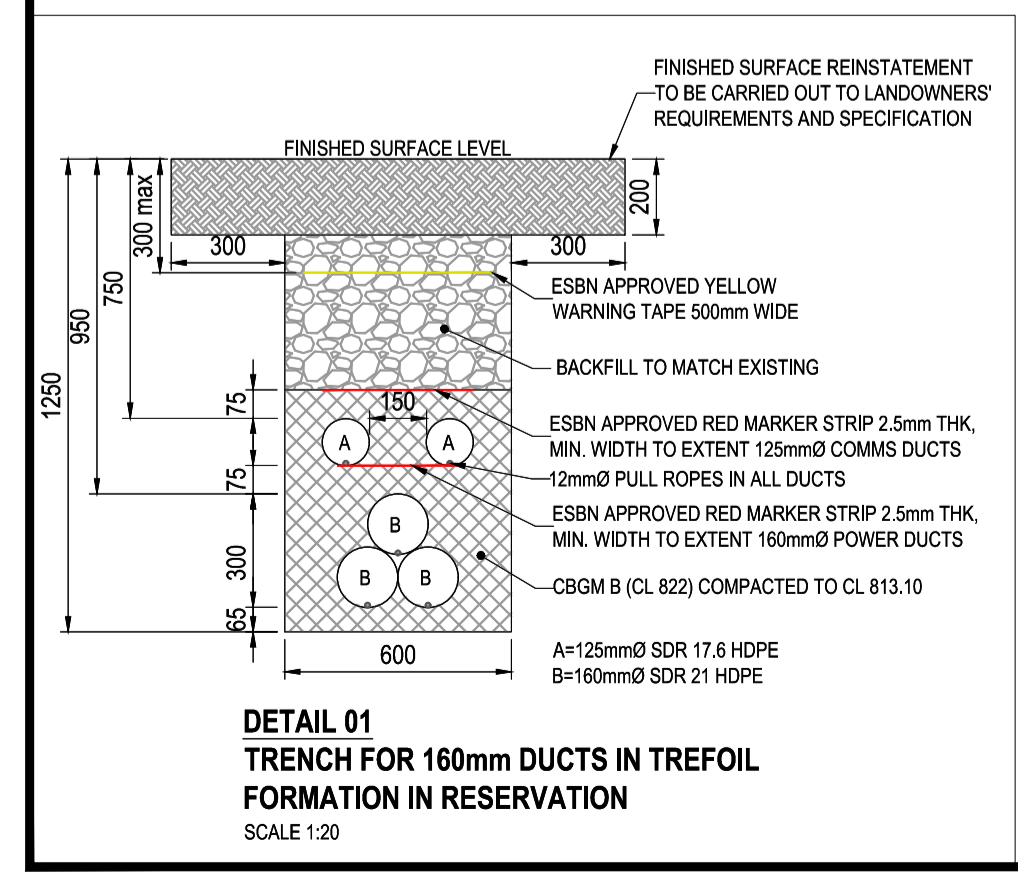 FINISHED SURFACE REINSTATEMENT
TO BE CARRIED OUT TO LANDOWNERS'
REQUIREMENTS AND SPECIFICATION
FINISHED SURFACE LEVEL
200
300 max
300
300
750
950
1250
ESBN APPROVED YELLOW
WARNING TAPE 500mm WIDE
BACKFILL TO MATCH EXISTING
75
150
A
A
ESBN APPROVED RED MARKER STRIP 2.5mm THK,
MIN. WIDTH TO EXTENT 125mmØ COMMS DUCTS
75
12mmØ PULL ROPES IN ALL DUCTS
ESBN APPROVED RED MARKER STRIP 2.5mm THK,
MIN. WIDTH TO EXTENT 160mmØ POWER DUCTS
B
300
B
B
CBGM B (CL 822) COMPACTED TO CL 813.10
65
600
A=125mmØ SDR 17.6 HDPE
B=160mmØ SDR 21 HDPE
DETAIL 01
TRENCH FOR 160mm DUCTS IN TREFOIL
FORMATION IN RESERVATION
SCALE 1:20